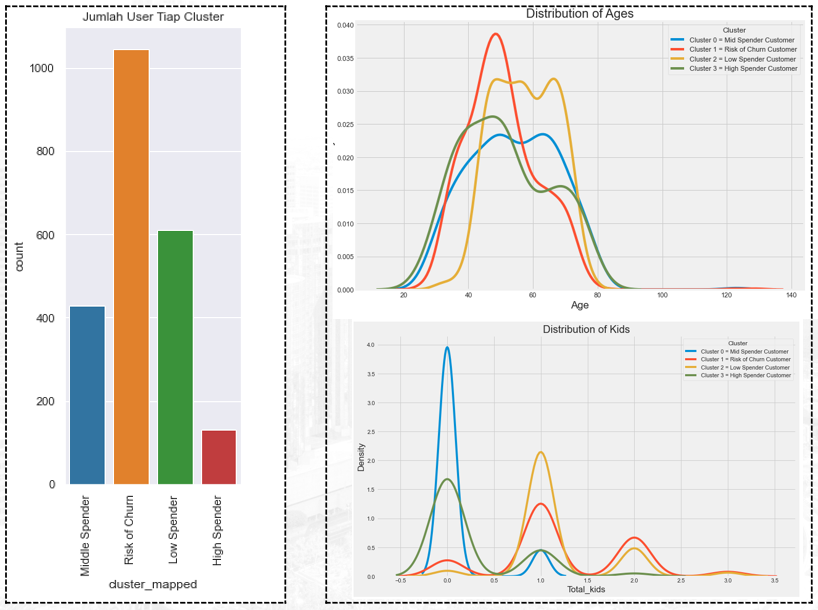 Jumlah User Tiap Cluster
1000
800
600
400
200
0
count
Middle Spender
Risk of Churn
Low Spender
High Spender
cluster_mapped
Distribution of Ages
Cluster
Cluster 0 = Mid Spender Customer
Cluster 1 = Risk of Churn Customer
Cluster 2 = Low Spender Customer
Cluster 3 = High Spender Customer
0.040
0.035
0.030
0.025
0.020
0.015
0.010
0.005
0.000
20 40 60 80 100 120 140
Age
Distribution of Kids
Cluster
Cluster 0 = Mid Spender Customer
Cluster 1 = Risk of Churn Customer
Cluster 2 = Low Spender Customer
Cluster 3 = High Spender Customer
4.0
3.5
3.0
2.5
2.0
1.5
1.0
0.5
0.0
Density
-0.5 0.0 0.5 1.0 1.5 2.0 2.5 3.0 3.5
Total_kids